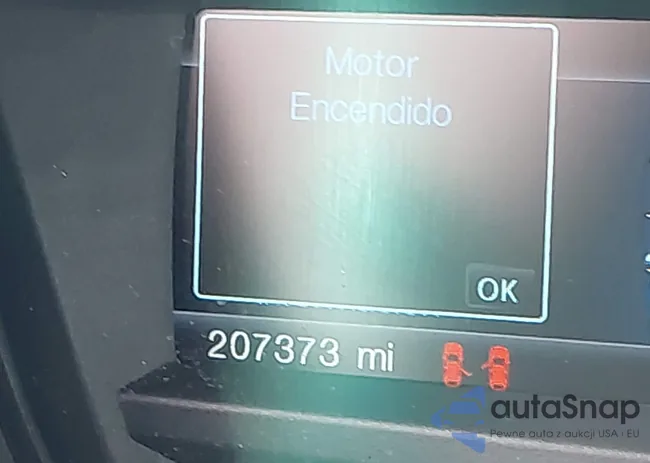 Motor
Encendido
OK
207373 mi
autaSnap
Pewne auta z aukcji USA i EU